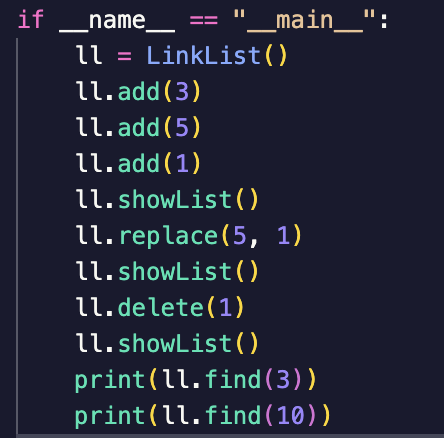 if __name__ == "__main__":
    ll = LinkList()
    ll.add(3)
    ll.add(5)
    ll.add(1)
    ll.showList()
    ll.replace(5, 1)
    ll.showList()
    ll.delete(1)
    ll.showList()
    print(ll.find(3))
    print(ll.find(10))